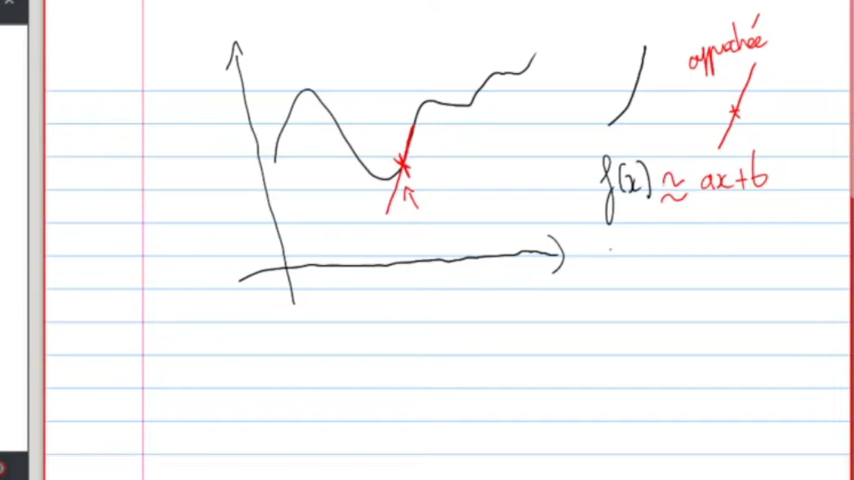 approchée
f(x) ≈ ax+b